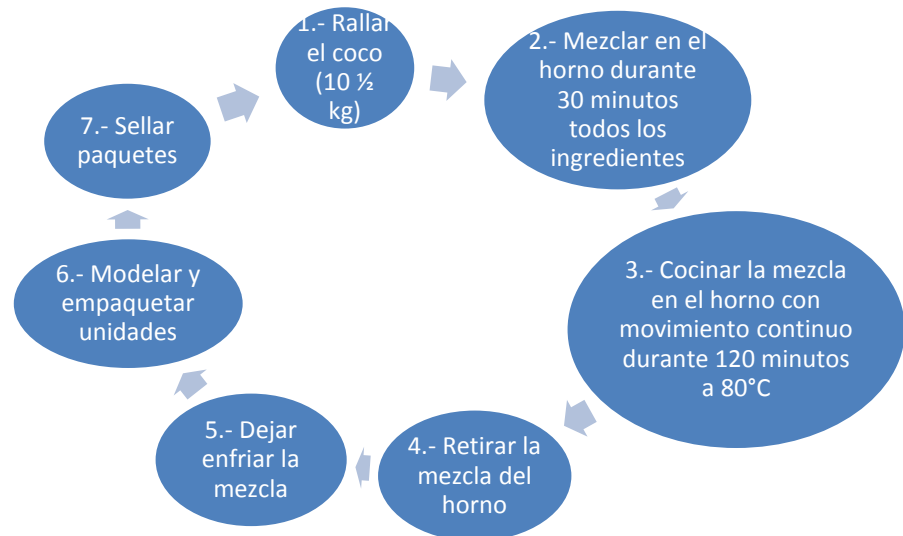 1.- Rallar
el coco
(10 ½
kg)
2.- Mezclar en el
horno durante
30 minutos
todos los
ingredientes
3.- Cocinar la mezcla
en el horno con
movimiento continuo
durante 120 minutos
a 80°C
4.- Retirar la
mezcla del
horno
5.- Dejar
enfriar la
mezcla
6.- Modelar y
empaquetar
unidades
7.- Sellar
paquetes